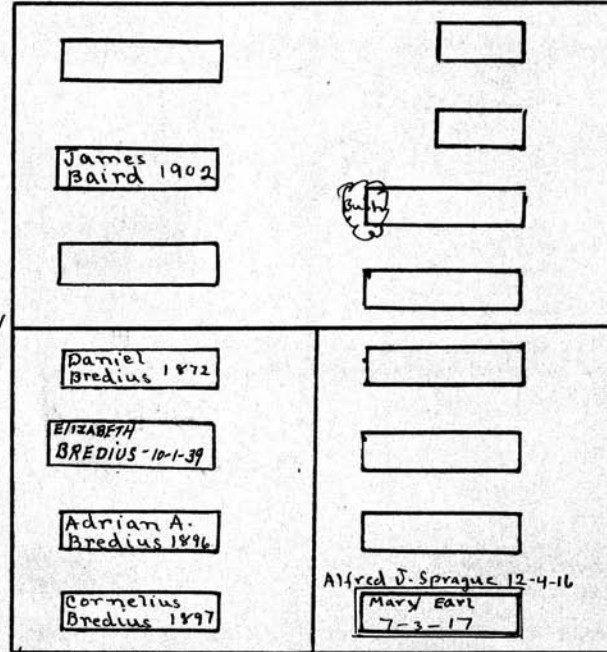 James
Baird 1902
Bush
Daniel
Bredius 1872
ELIZABETH
BREDIUS - 10-1-39
Adrian A.
Bredius 1896
Cornelius
Bredius 1897
Alfred J. Sprague 12-4-16
Mary Earl
7-3-17